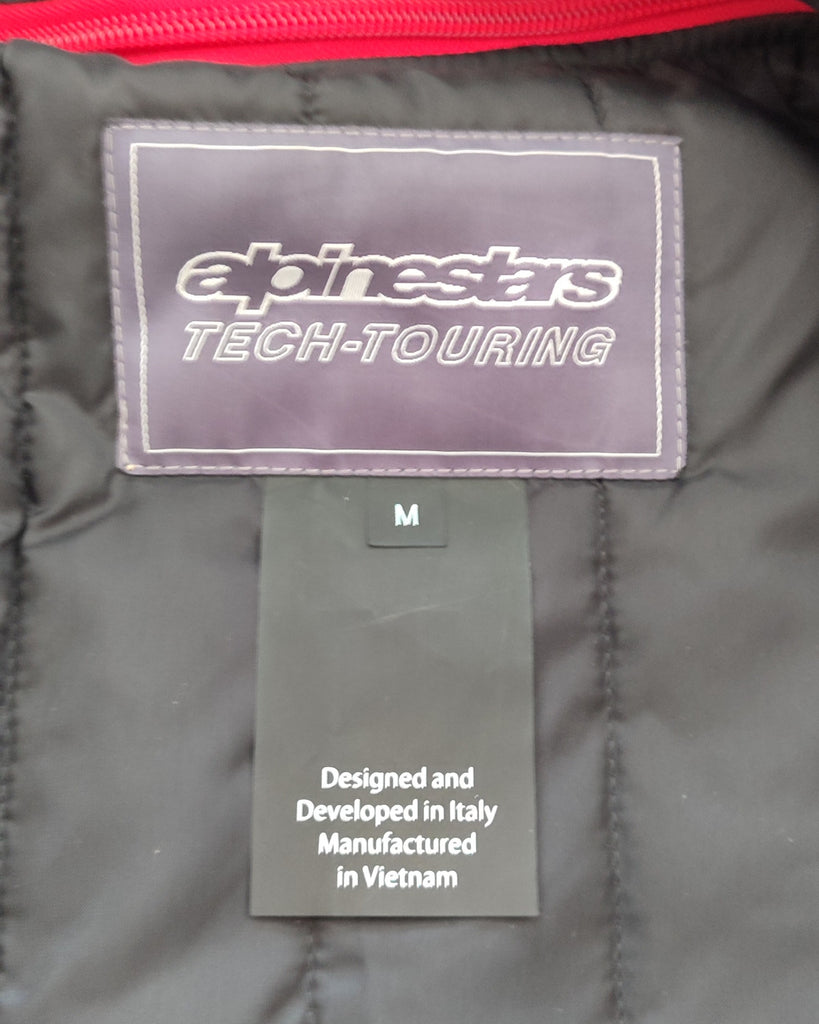 alpinestars
TECH-TOURING
M
Designed and
Developed in Italy
Manufactured
in Vietnam